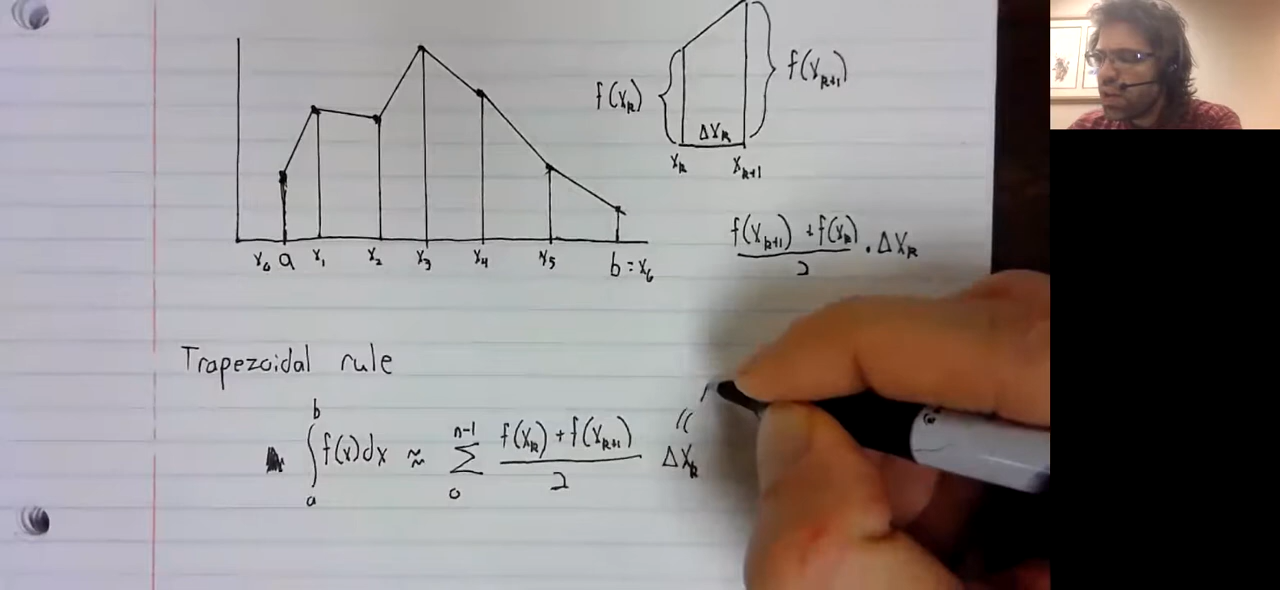 f(x_k) f(x_{k+1})
Δx_k
x_k x_{k+1}
f(x_{k+1}) + f(x_k) / 2 · Δx_k
x_0 a x_1 x_2 x_3 x_4 x_5 b = x_6
Trapezoidal rule
∫_a^b f(x)dx ≈ ∑_0^{n-1} f(x_k) + f(x_{k+1}) / 2 Δx_k